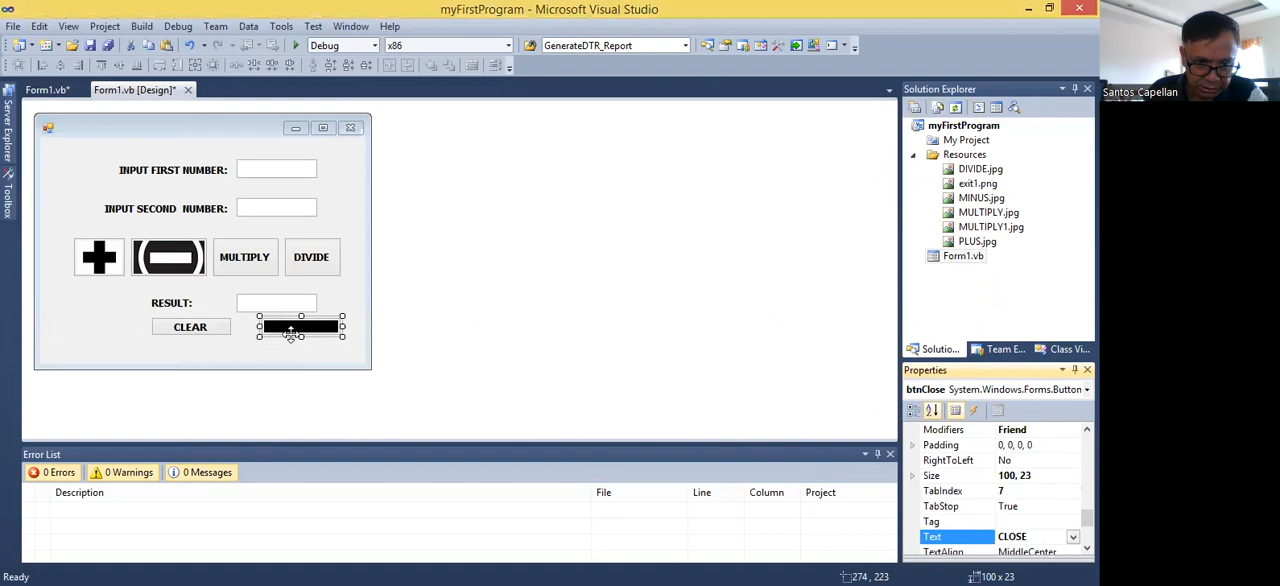 myFirstProgram - Microsoft Visual Studio
File Edit View Project Build Debug Team Data Tools Test Window Help
Debug x86 GenerateDTR_Report
Form1.vb* Form1.vb [Design]*
Server Explorer
Toolbox
INPUT FIRST NUMBER:
INPUT SECOND NUMBER:
MULTIPLY DIVIDE
RESULT:
CLEAR
Error List
0 Errors 0 Warnings 0 Messages
Description File Line Column Project
Solution Explorer
myFirstProgram
My Project
Resources
DIVIDE.jpg
exit1.png
MINUS.jpg
MULTIPLY.jpg
MULTIPLY1.jpg
PLUS.jpg
Form1.vb
Solutio... Team E... Class Vi...
Properties
btnClose System.Windows.Forms.Button
Modifiers Friend
Padding 0, 0, 0, 0
RightToLeft No
Size 100, 23
TabIndex 7
TabStop True
Tag
Text CLOSE
TextAlign MiddleCenter
Santos Capellan
Ready 274, 223 100 x 23